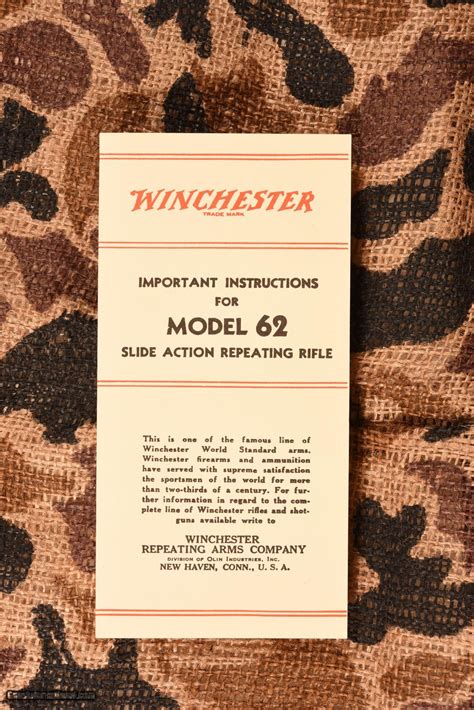 WINCHESTER
TRADE MARK
IMPORTANT INSTRUCTIONS
FOR
MODEL 62
SLIDE ACTION REPEATING RIFLE
This is one of the famous line of
Winchester World Standard arms.
Winchester firearms and ammunition
have served with supreme satisfaction
the sportsmen of the world for more
than two-thirds of a century. For fur-
ther information in regard to the com-
plete line of Winchester rifles and shot-
guns available write to
WINCHESTER
REPEATING ARMS COMPANY
DIVISION OF OLIN INDUSTRIES, INC.
NEW HAVEN, CONN., U. S. A.